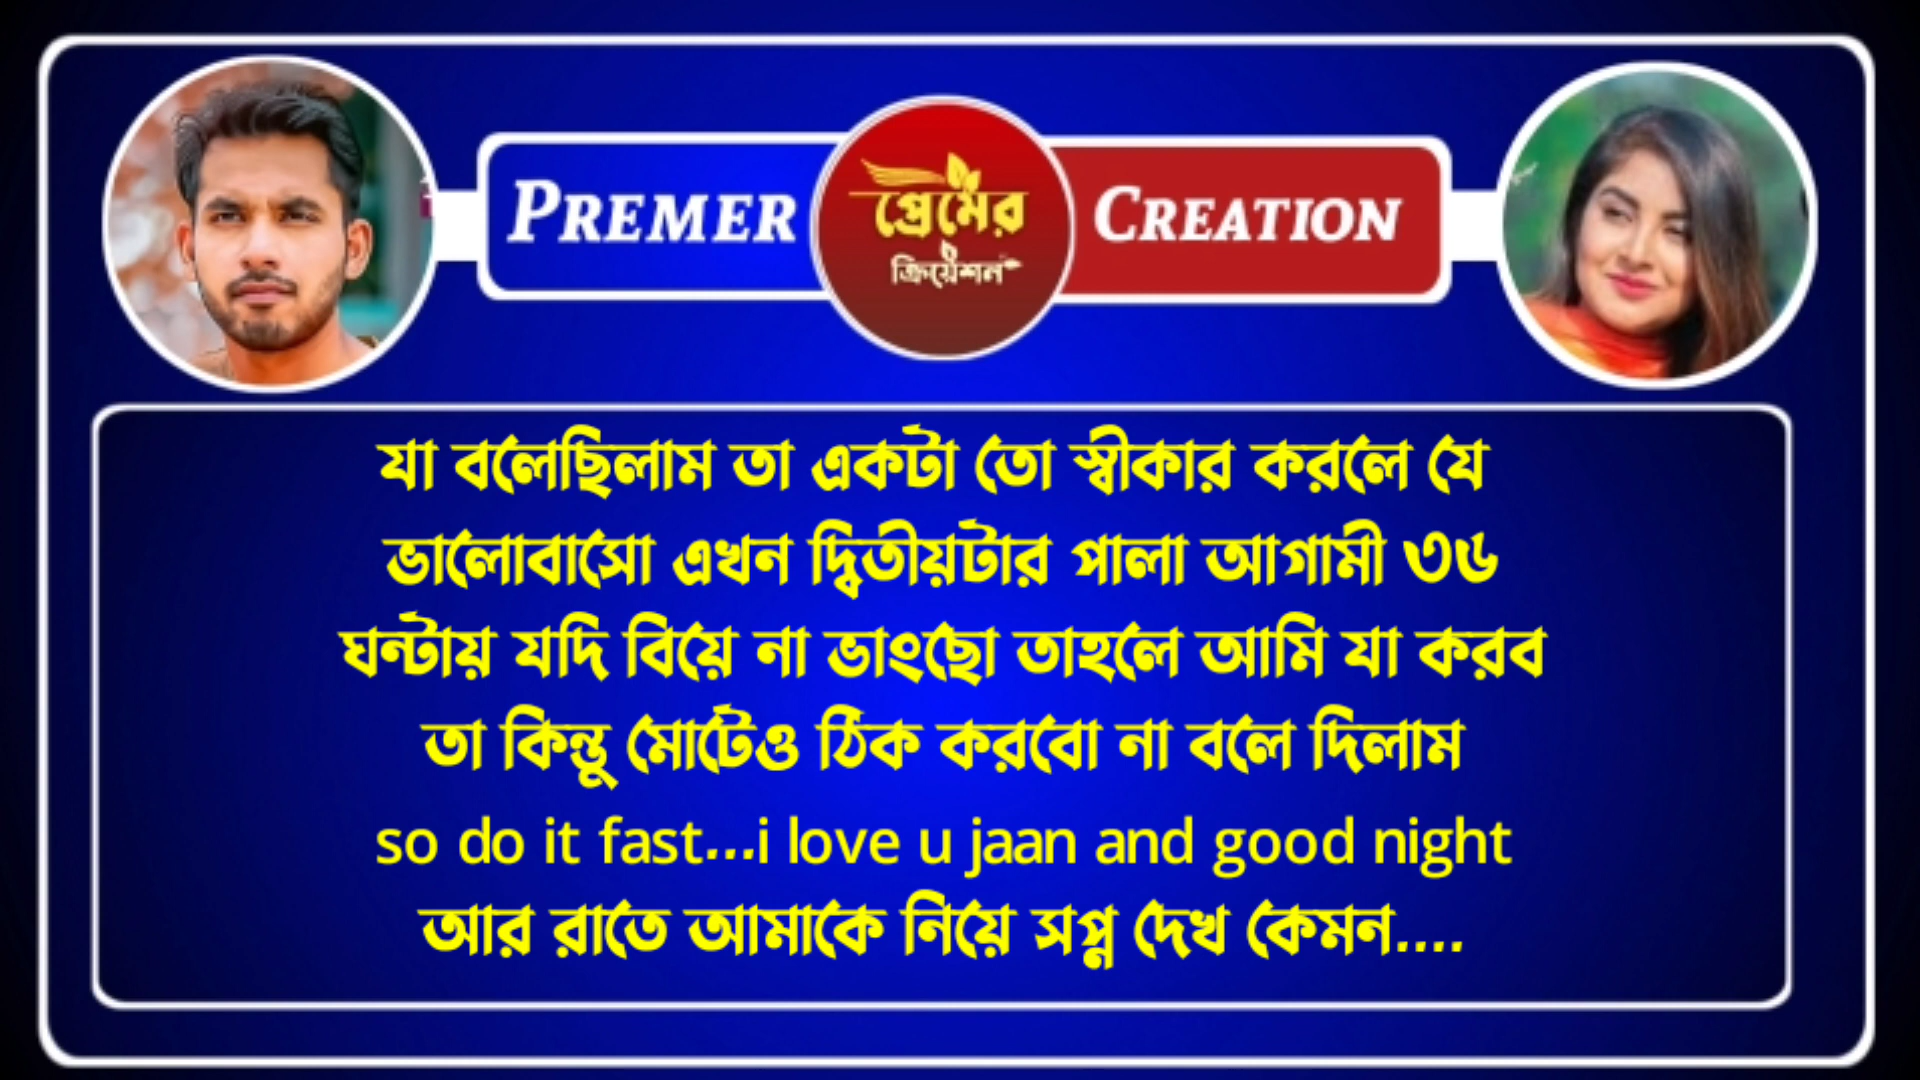 PREMER
প্রেমের
ক্রিয়েশন
CREATION
যা বলেছিলাম তা একটা তো স্বীকার করলে যে
ভালোবাসো এখন দ্বিতীয়টার পালা আগামী ৩৬
ঘন্টায় যদি বিয়ে না ভাংছো তাহলে আমি যা করব
তা কিন্তু মোটেও ঠিক করবো না বলে দিলাম
so do it fast...i love u jaan and good night
আর রাতে আমাকে নিয়ে সপ্ন দেখ কেমন....